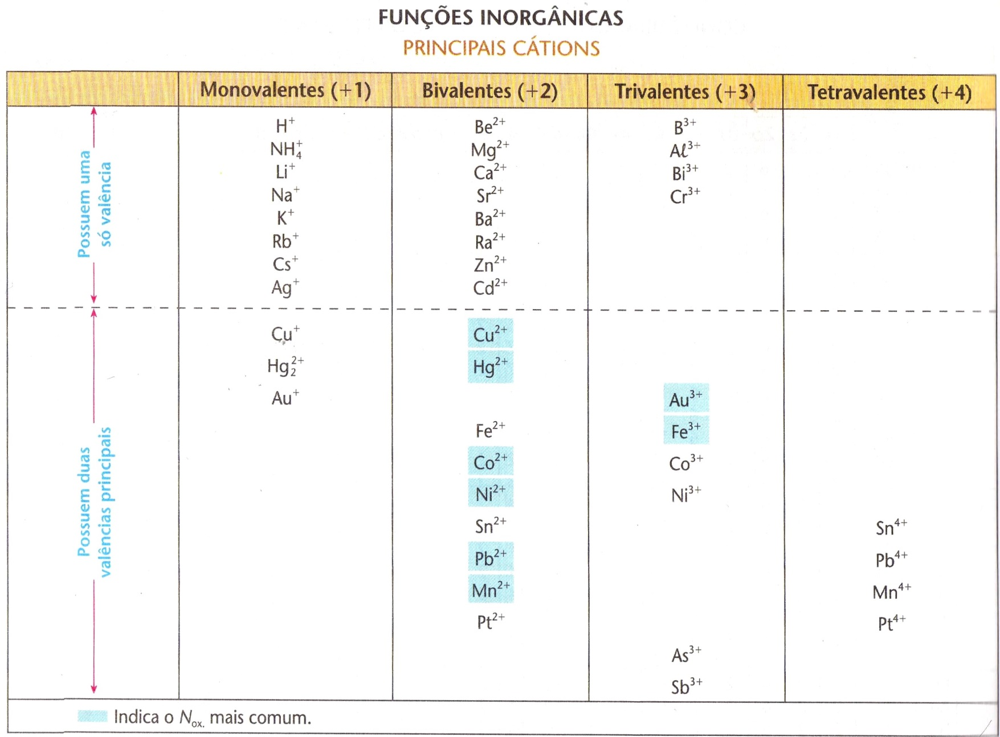 FUNÇÕES INORGÂNICAS
PRINCIPAIS CÁTIONS
Monovalentes (+1) Bivalentes (+2) Trivalentes (+3) Tetravalentes (+4)
Possuem uma
só valência
H⁺ Be²⁺ B³⁺
NH₄⁺ Mg²⁺ Aℓ³⁺
Li⁺ Ca²⁺ Bi³⁺
Na⁺ Sr²⁺ Cr³⁺
K⁺ Ba²⁺
Rb⁺ Ra²⁺
Cs⁺ Zn²⁺
Ag⁺ Cd²⁺
Possuem duas
valências principais
Cu⁺ Cu²⁺
Hg₂²⁺ Hg²⁺
Au⁺ Au³⁺
Fe²⁺ Fe³⁺
Co²⁺ Co³⁺
Ni²⁺ Ni³⁺
Sn²⁺ Sn⁴⁺
Pb²⁺ Pb⁴⁺
Mn²⁺ Mn⁴⁺
Pt²⁺ Pt⁴⁺
As³⁺
Sb³⁺
Indica o Nₒₓ. mais comum.